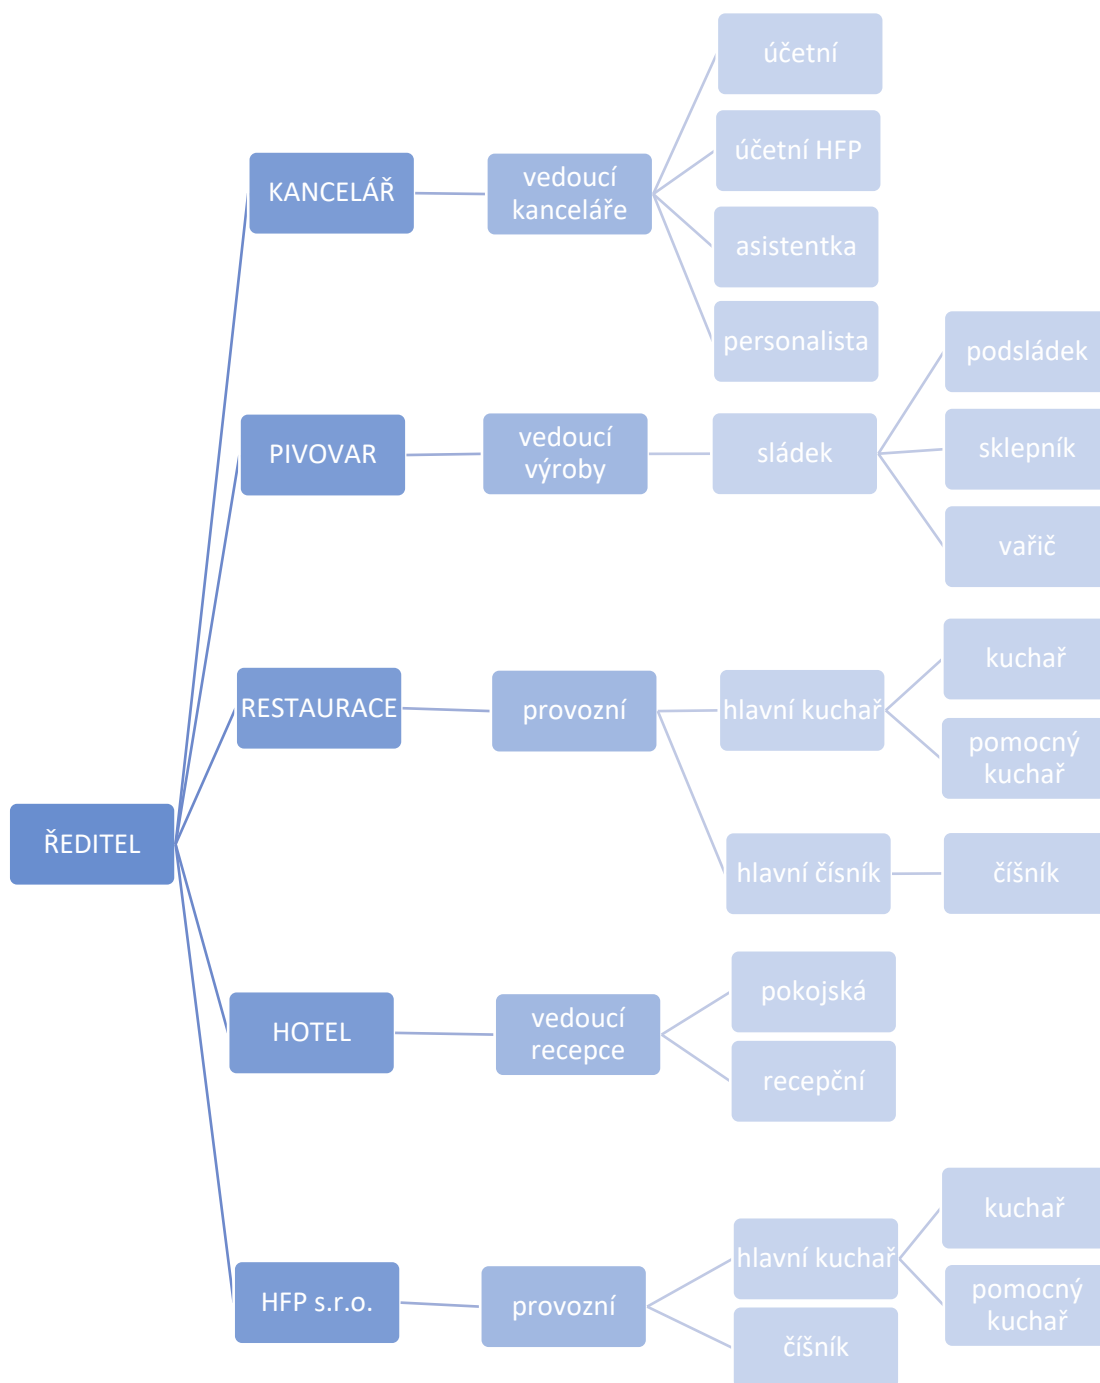 účetní
účetní HFP
KANCELÁŘ
vedoucí
kanceláře
asistentka
personalista
podsládek
PIVOVAR
vedoucí
výroby
sládek
sklepník
vařič
kuchař
RESTAURACE
provozní
hlavní kuchař
pomocný
kuchař
ŘEDITEL
hlavní čísník
číšník
pokojská
HOTEL
vedoucí
recepce
recepční
kuchař
hlavní kuchař
HFP s.r.o.
provozní
pomocný
kuchař
číšník